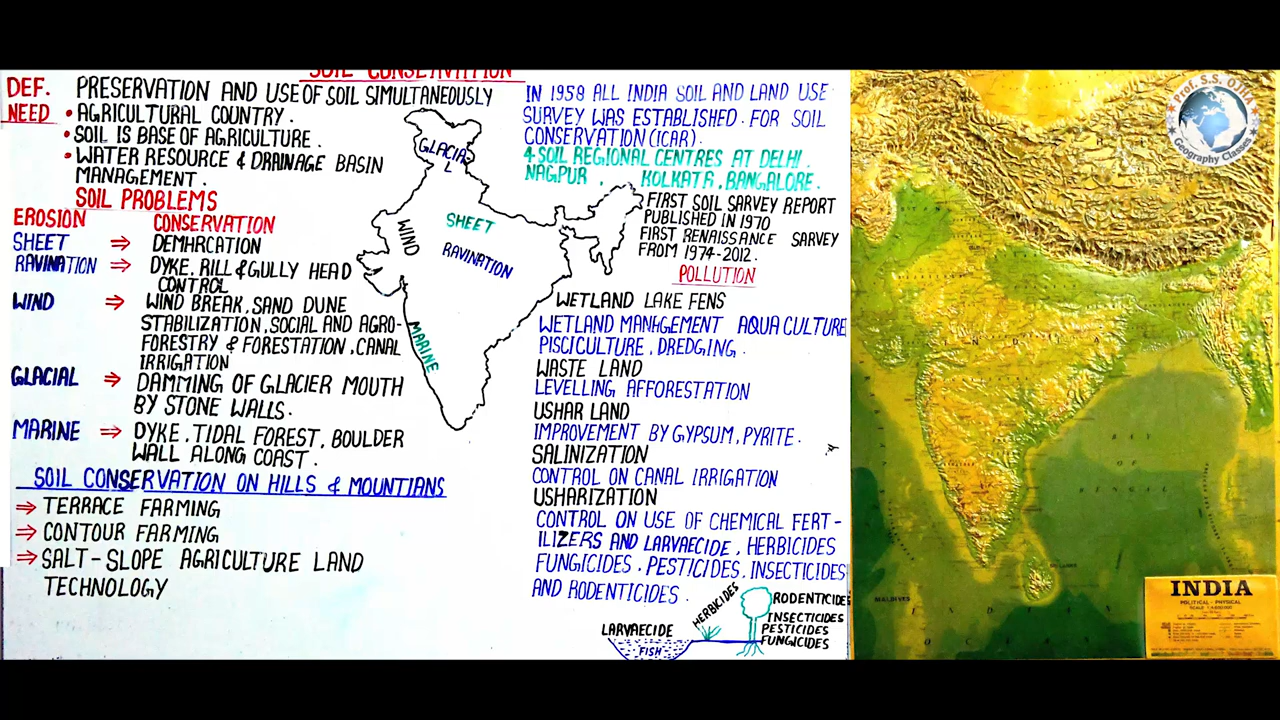 SOIL CONSERVATION
DEF. PRESERVATION AND USE OF SOIL SIMULTANEOUSLY
NEED • AGRICULTURAL COUNTRY.
• SOIL IS BASE OF AGRICULTURE.
• WATER RESOURCE & DRAINAGE BASIN
MANAGEMENT.
SOIL PROBLEMS
EROSION CONSERVATION
SHEET ⇒ DEMHRCATION
RAVINATION ⇒ DYKE, RILL & GULLY HEAD
CONTROL
WIND ⇒ WIND BREAK, SAND DUNE
STABILIZATION, SOCIAL AND AGRO-
FORESTRY & FORESTATION, CANAL
IRRIGATION
GLACIAL ⇒ DAMMING OF GLACIER MOUTH
BY STONE WALLS.
MARINE ⇒ DYKE, TIDAL FOREST, BOULDER
WALL ALONG COAST.
SOIL CONSERVATION ON HILLS & MOUNTIANS
⇒ TERRACE FARMING
⇒ CONTOUR FARMING
⇒ SALT-SLOPE AGRICULTURE LAND
TECHNOLOGY
GLACIA
L
SHEET
WIND
RAVINATION
MARINE
IN 1958 ALL INDIA SOIL AND LAND USE
SURVEY WAS ESTABLISHED. FOR SOIL
CONSERVATION (ICAR).
4 SOIL REGIONAL CENTRES AT DELHI.
NAGPUR, KOLKATA, BANGALORE.
FIRST SOIL SARVEY REPORT
PUBLISHED IN 1970
FIRST RENAISSANCE SARVEY
FROM 1974-2012.
POLLUTION
WETLAND LAKE FENS
WETLAND MANHGEMENT AQUA CULTURE
PISCICULTURE, DREDGING.
WASTE LAND
LEVELLING AFFORESTATION
USHAR LAND
IMPROVEMENT BY GYPSUM, PYRITE.
SALINIZATION
CONTROL ON CANAL IRRIGATION
USHARIZATION
CONTROL ON USE OF CHEMICAL FERT-
ILIZERS AND LARVAECIDE, HERBICIDES
FUNGICIDES. PESTICIDES, INSECTICIDES
AND RODENTICIDES.
LARVAECIDE
FISH
HERBICIDES
RODENTICIDE
INSECTICIDES
PESTICIDES
FUNGICIDES
Prof. S.S. OJHA
Geography Classes
INDIA
BAY
OF
BENGAL
MALDIVES
INDIA
POLITICAL - PHYSICAL